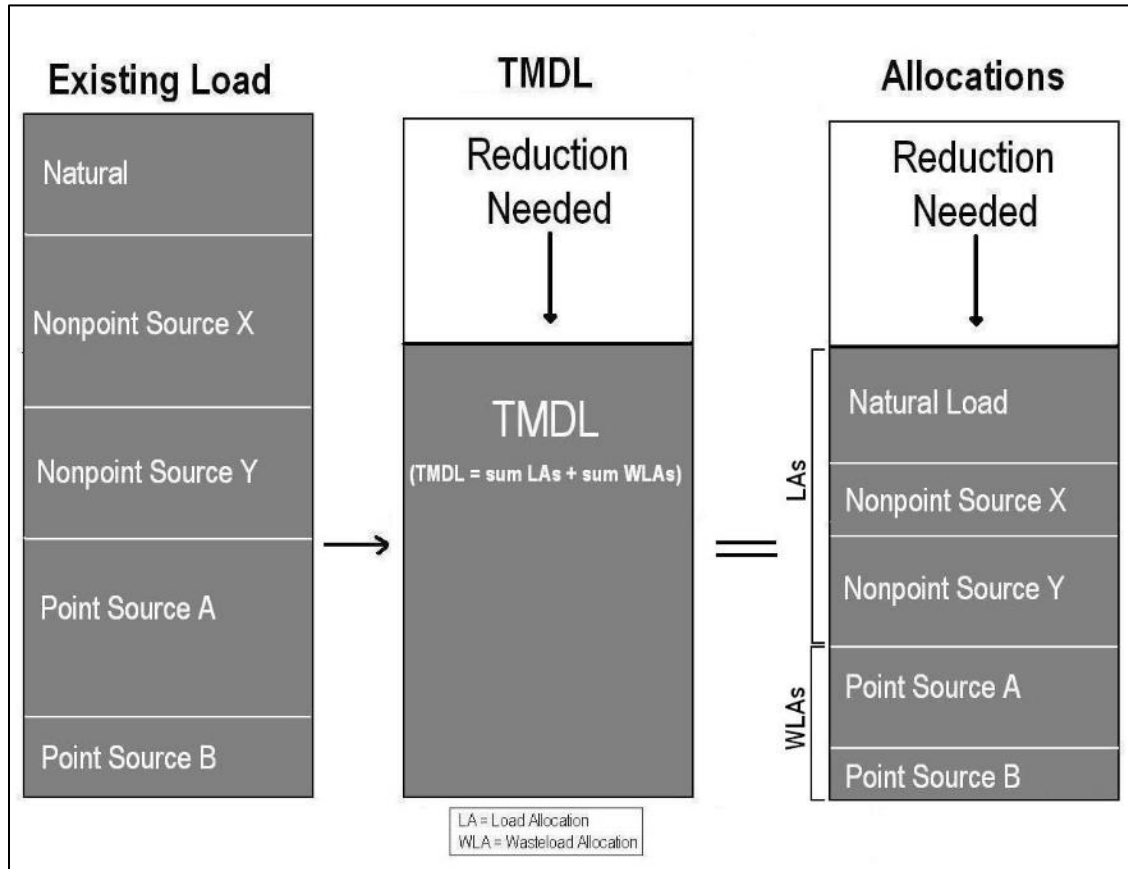 Existing Load
Natural
Nonpoint Source X
Nonpoint Source Y
Point Source A
Point Source B
TMDL
Reduction
Needed
TMDL
(TMDL = sum LAs + sum WLAs)
LA = Load Allocation
WLA = Wasteload Allocation
Allocations
Reduction
Needed
LAs
Natural Load
Nonpoint Source X
Nonpoint Source Y
WLAs
Point Source A
Point Source B